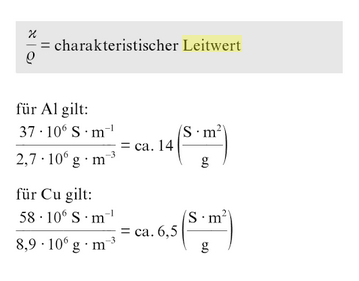 ϰ/ϱ = charakteristischer Leitwert
für Al gilt:
37 · 10⁶ S · m⁻¹ / 2,7 · 10⁶ g · m⁻³ = ca. 14 (S · m² / g)
für Cu gilt:
58 · 10⁶ S · m⁻¹ / 8,9 · 10⁶ g · m⁻³ = ca. 6,5 (S · m² / g)